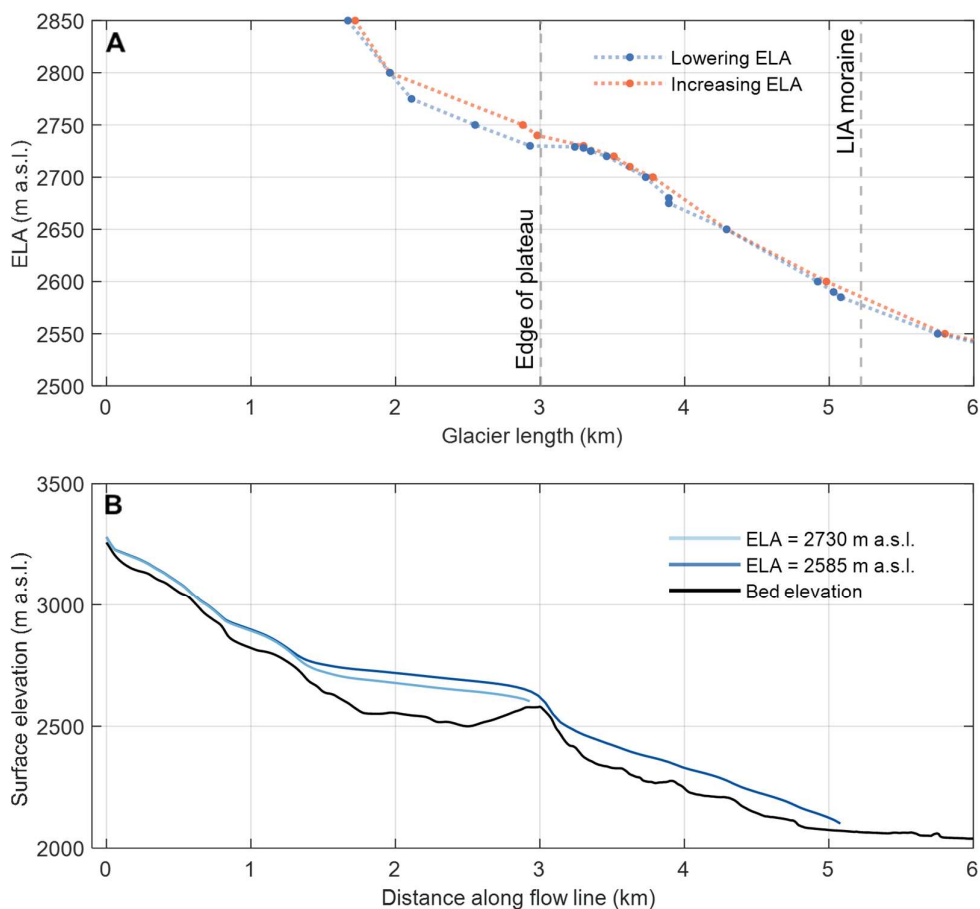 A
2850
2800
2750
2700
2650
2600
2550
2500
ELA (m a.s.l.)
Lowering ELA
Increasing ELA
Edge of plateau
LIA moraine
0 1 2 3 4 5 6
Glacier length (km)
B
3500
3000
2500
2000
Surface elevation (m a.s.l.)
ELA = 2730 m a.s.l.
ELA = 2585 m a.s.l.
Bed elevation
0 1 2 3 4 5 6
Distance along flow line (km)